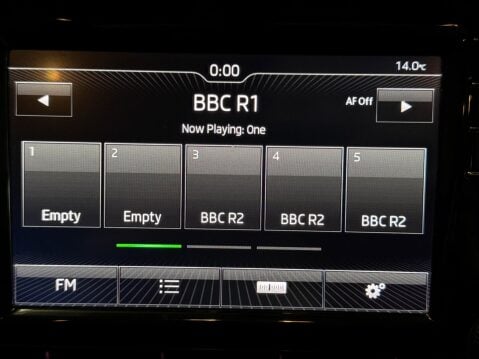 0:00
14.0°C
BBC R1
AF Off
Now Playing: One
1
2
3
4
5
Empty
Empty
BBC R2
BBC R2
BBC R2
FM